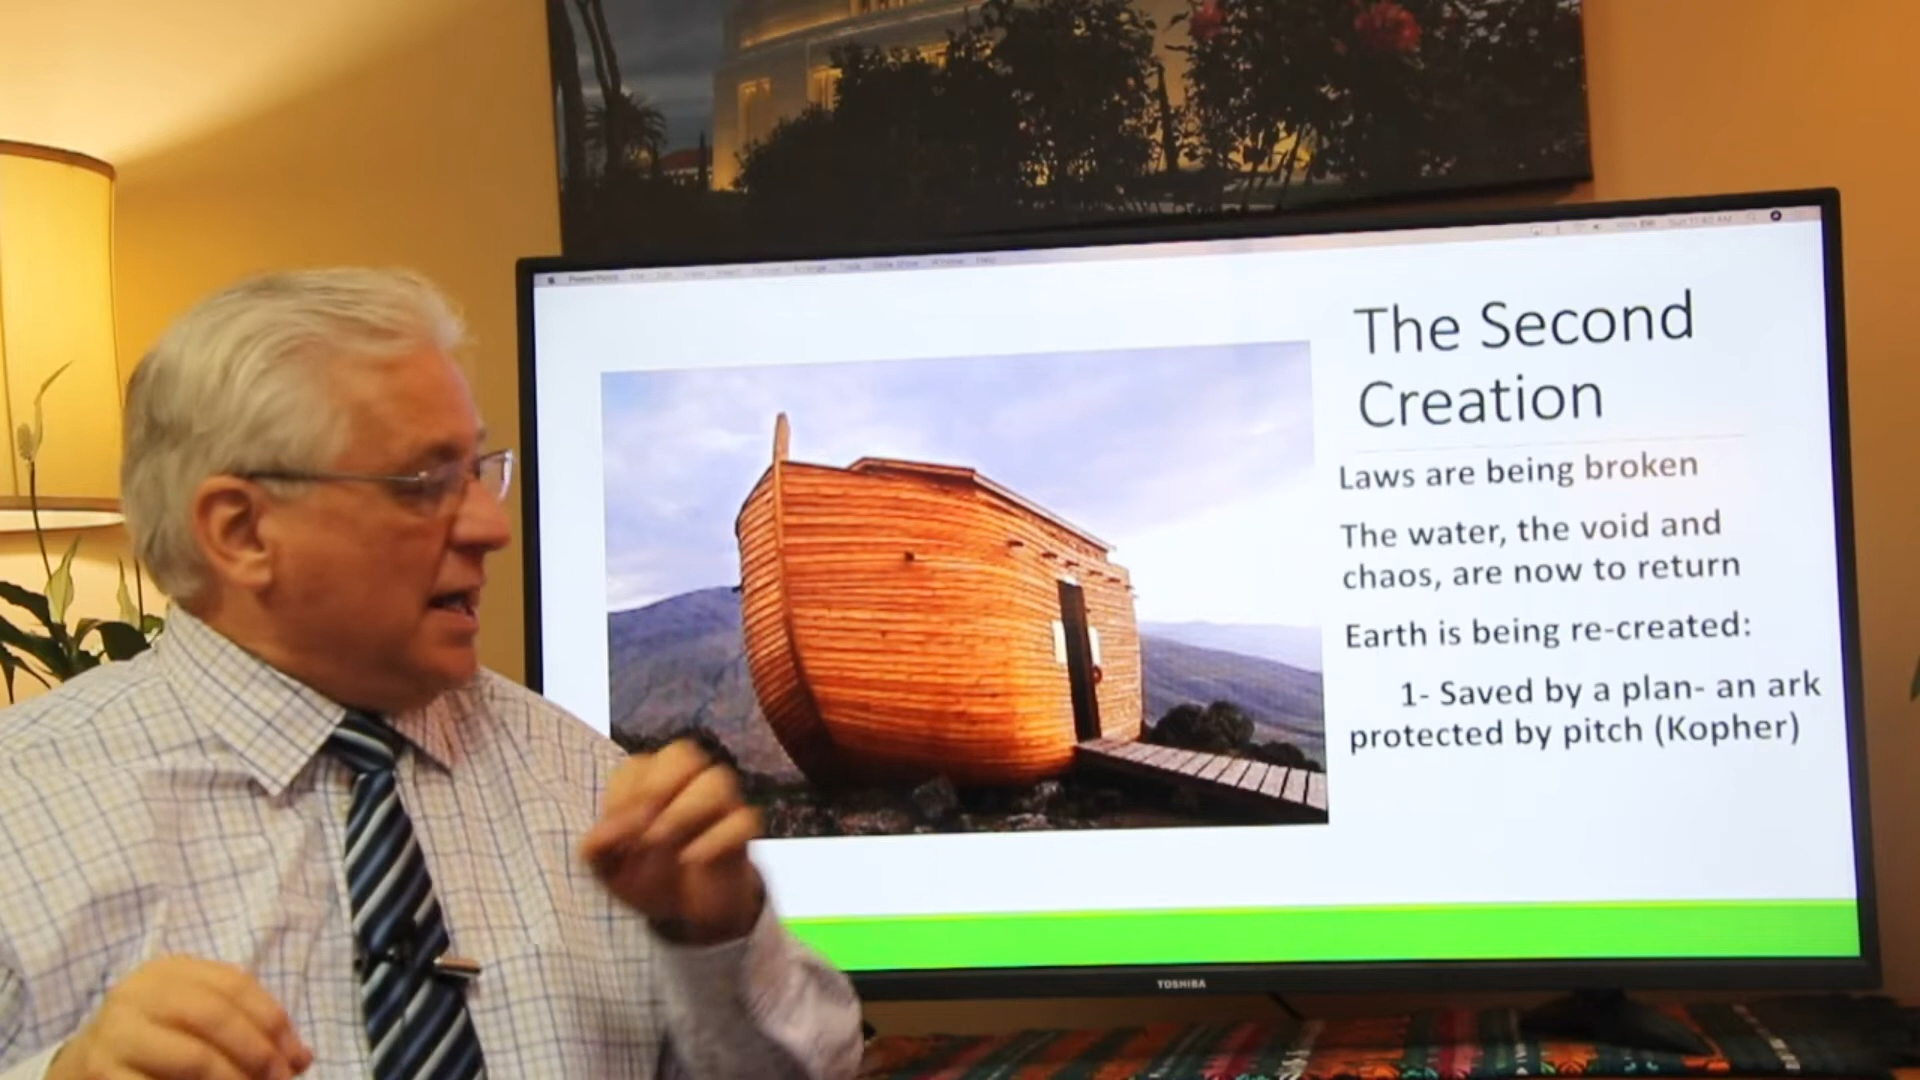 The Second
Creation
Laws are being broken
The water, the void and
chaos, are now to return
Earth is being re-created:
1- Saved by a plan- an ark
protected by pitch (Kopher)
TOSHIBA